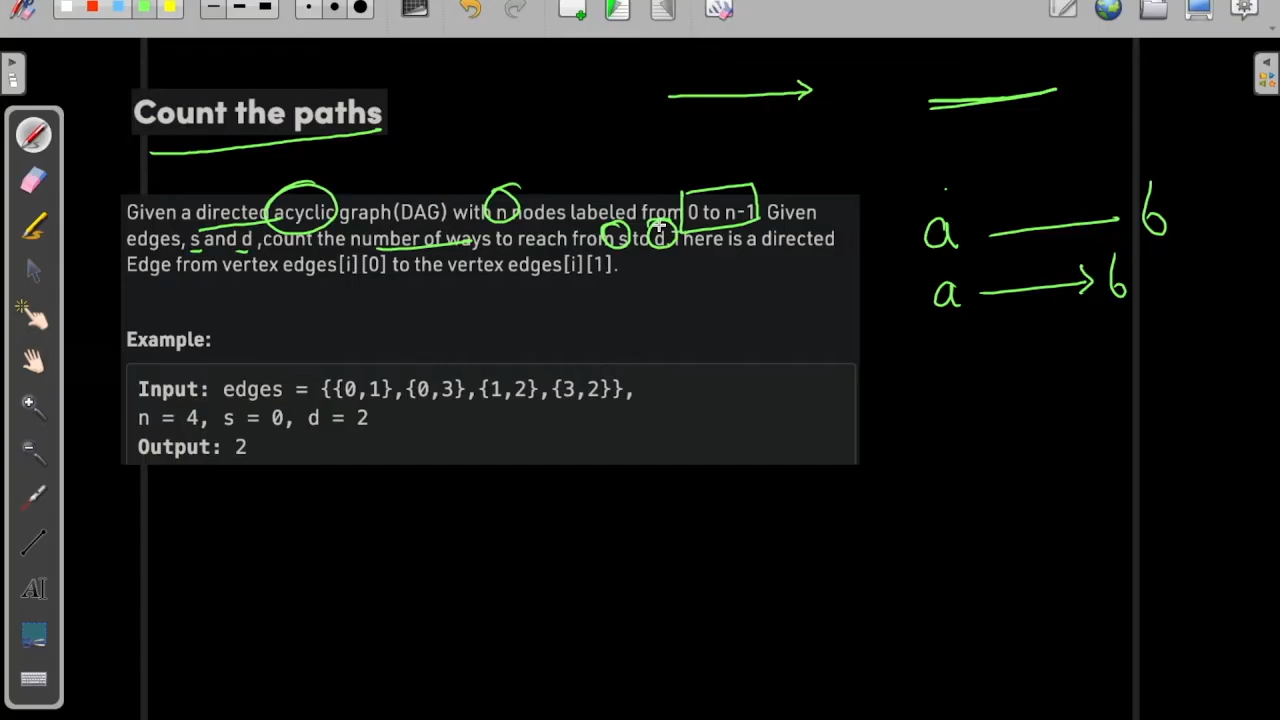 Count the paths
Given a directed acyclic graph(DAG) with n nodes labeled from 0 to n-1. Given
edges, s and d ,count the number of ways to reach from s to d. There is a directed
Edge from vertex edges[i][0] to the vertex edges[i][1].
Example:
Input: edges = {{0,1},{0,3},{1,2},{3,2}},
n = 4, s = 0, d = 2
Output: 2
a b
a b
AI